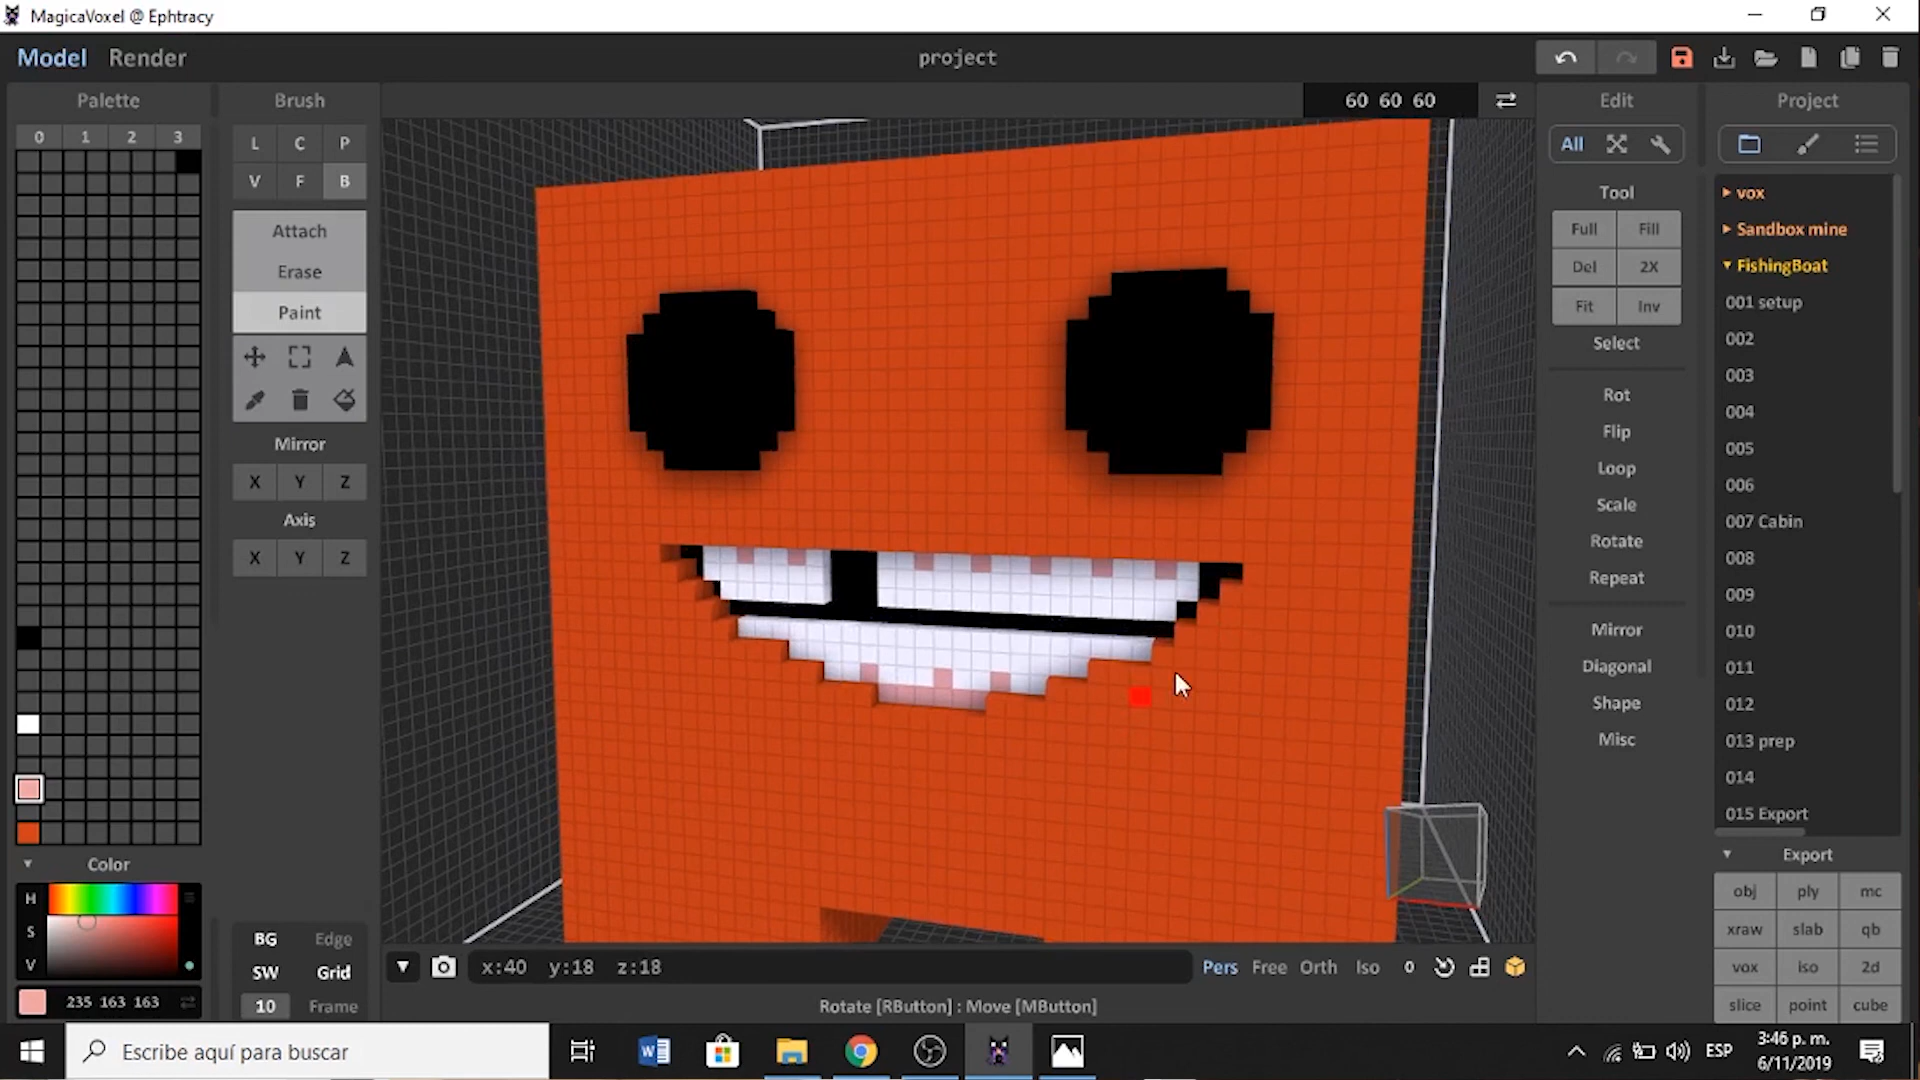 MagicaVoxel @ Ephtracy
Model Render
project
Palette
0 1 2 3
Brush
L C P
V F B
Attach
Erase
Paint
Mirror
X Y Z
Axis
X Y Z
60 60 60
Edit
All
Tool
Full Fill
Del 2X
Fit Inv
Select
Rot
Flip
Loop
Scale
Rotate
Repeat
Mirror
Diagonal
Shape
Misc
Project
vox
Sandbox mine
FishingBoat
001 setup
002
003
004
005
006
007 Cabin
008
009
010
011
012
013 prep
014
015 Export
Export
obj ply mc
xraw slab qb
vox iso 2d
slice point cube
Color
H
S
V
235 163 163
BG Edge
SW Grid
10 Frame
x:40 y:18 z:18
Pers Free Orth Iso 0
Rotate [RButton] : Move [MButton]
Escribe aquí para buscar
ESP
3:46 p. m.
6/11/2019